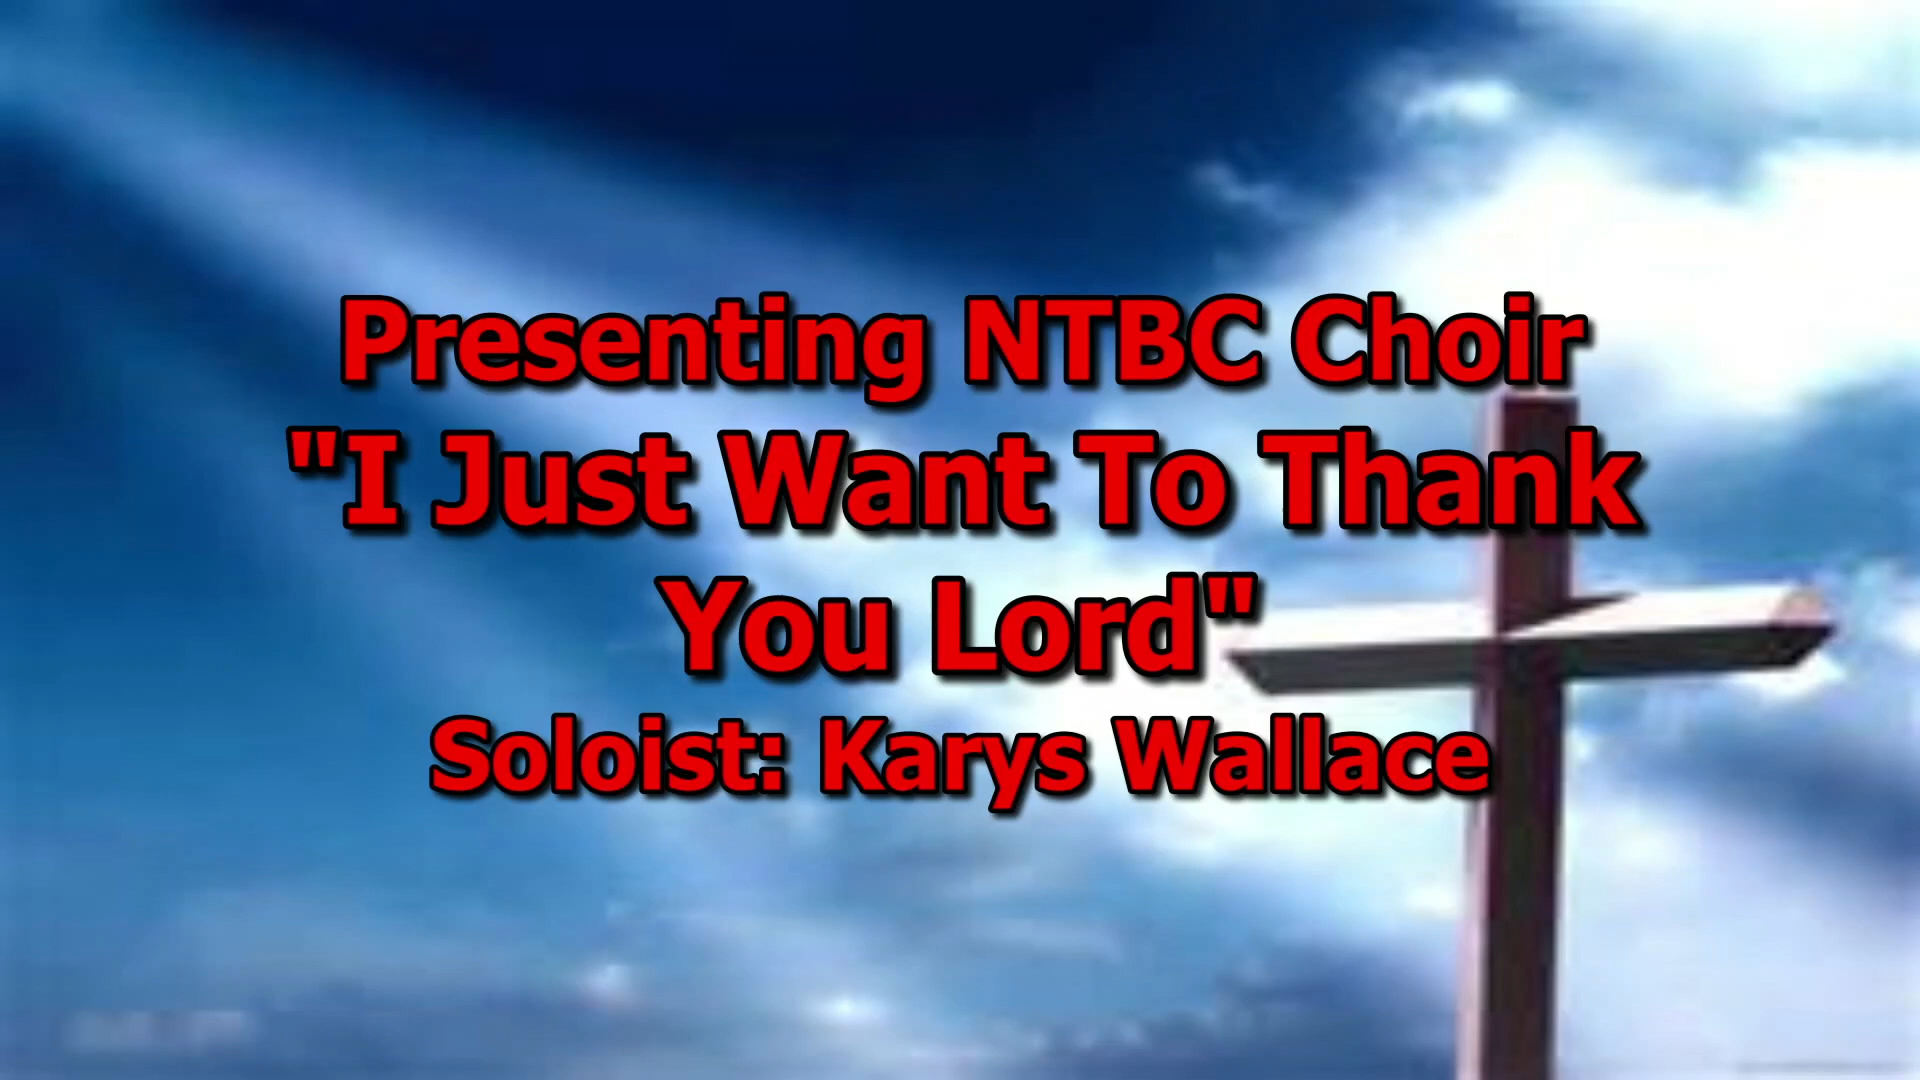 Presenting NTBC Choir
"I Just Want To Thank
You Lord"
Soloist: Karys Wallace